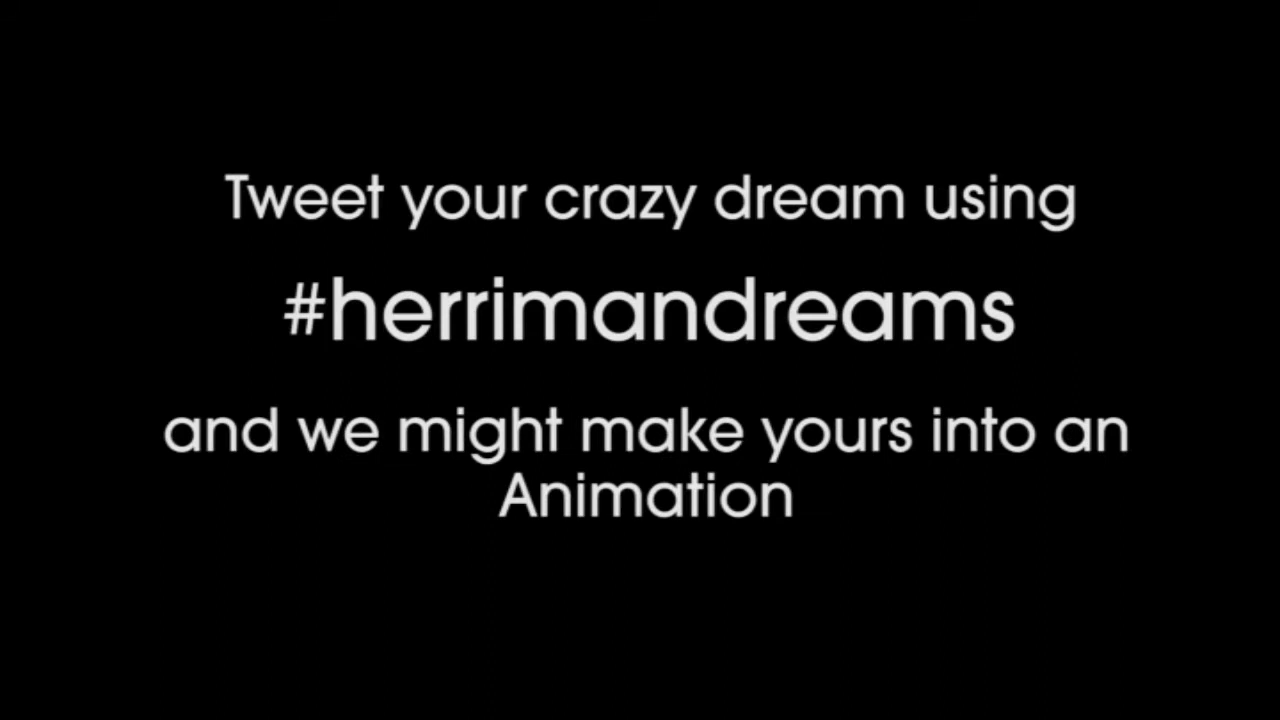 Tweet your crazy dream using
#herrimandreams
and we might make yours into an
Animation